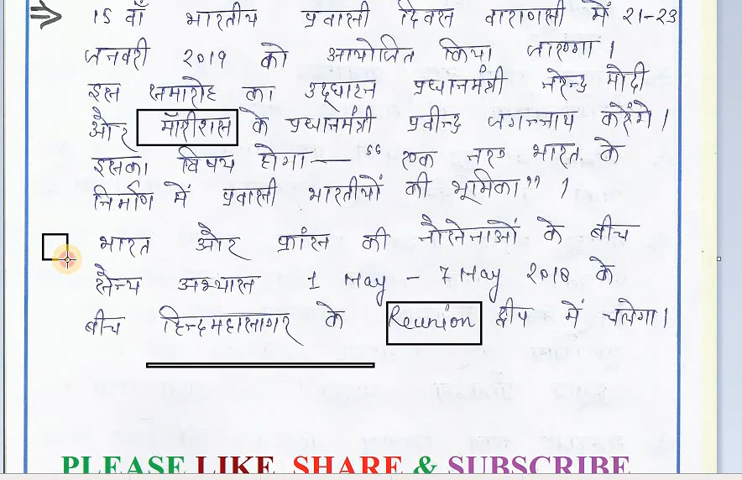 ⇒ 15 वाँ भारतीय प्रवासी दिवस वाराणसी में 21-23
जनवरी 2019 को आयोजित किया जाएगा।
इस समारोह का उद्घाटन प्रधानमंत्री नरेन्द्र मोदी
और मॉरीशस के प्रधानमंत्री प्रवीन्द्र जगन्नाथ करेंगे।
इसका विषय होगा — "एक नए भारत के
निर्माण में प्रवासी भारतीयों की भूमिका"।
भारत और फ्रांस की नौसेनाओं के बीच
सैन्य अभ्यास 1 May - 7 May 2018 के
बीच हिन्दमहासागर के Reunion द्वीप में चलेगा।
PLEASE LIKE, SHARE & SUBSCRIBE